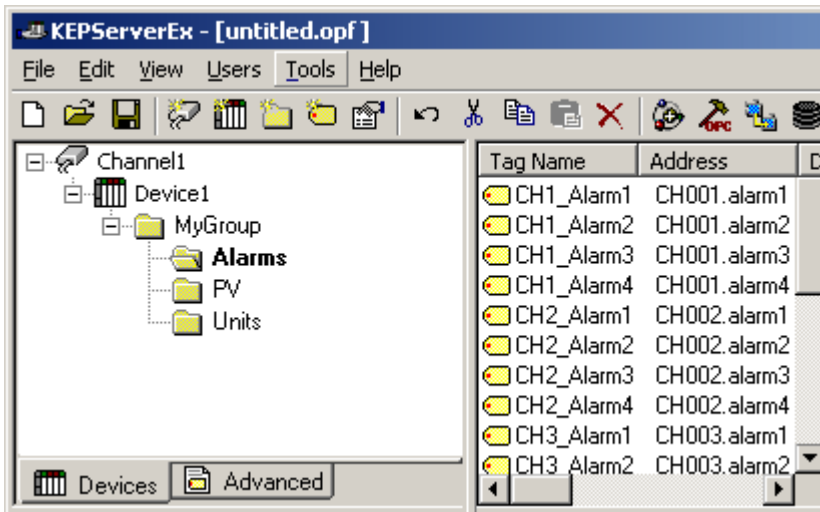 KEPServerEx - [untitled.opf ]
File Edit View Users Tools Help
OPC
Channel1
Device1
MyGroup
Alarms
PV
Units
Devices Advanced
Tag Name Address D
CH1_Alarm1 CH001.alarm1
CH1_Alarm2 CH001.alarm2
CH1_Alarm3 CH001.alarm3
CH1_Alarm4 CH001.alarm4
CH2_Alarm1 CH002.alarm1
CH2_Alarm2 CH002.alarm2
CH2_Alarm3 CH002.alarm3
CH2_Alarm4 CH002.alarm4
CH3_Alarm1 CH003.alarm1
CH3_Alarm2 CH003.alarm2